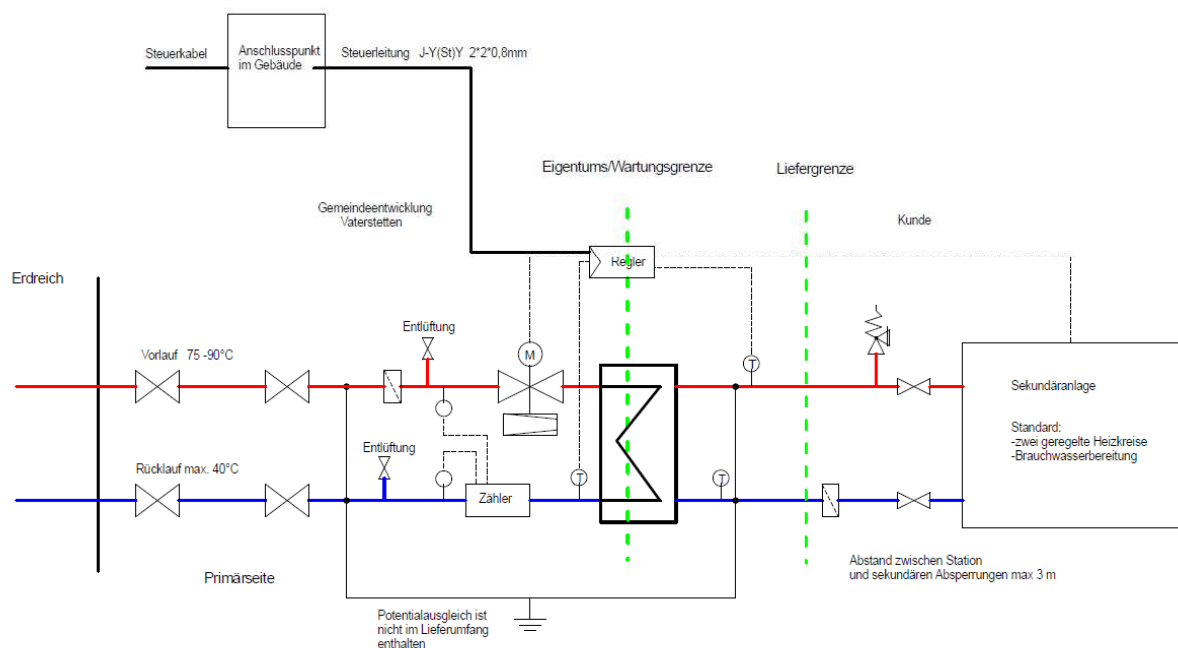 Steuerkabel
Anschlusspunkt
im Gebäude
Steuerleitung J-Y(St)Y 2*2*0,8mm
Eigentums/Wartungsgrenze
Liefergrenze
Gemeindeentwicklung
Vaterstetten
Kunde
Regler
Erdreich
Entlüftung
Vorlauf 75 -90°C
M
T
Sekundäranlage
Standard:
-zwei geregelte Heizkreise
-Brauchwasserbereitung
Entlüftung
Rücklauf max. 40°C
Zähler
T
T
Abstand zwischen Station
und sekundären Absperrungen max 3 m
Primärseite
Potentialausgleich ist
nicht im Lieferumfang
enthalten